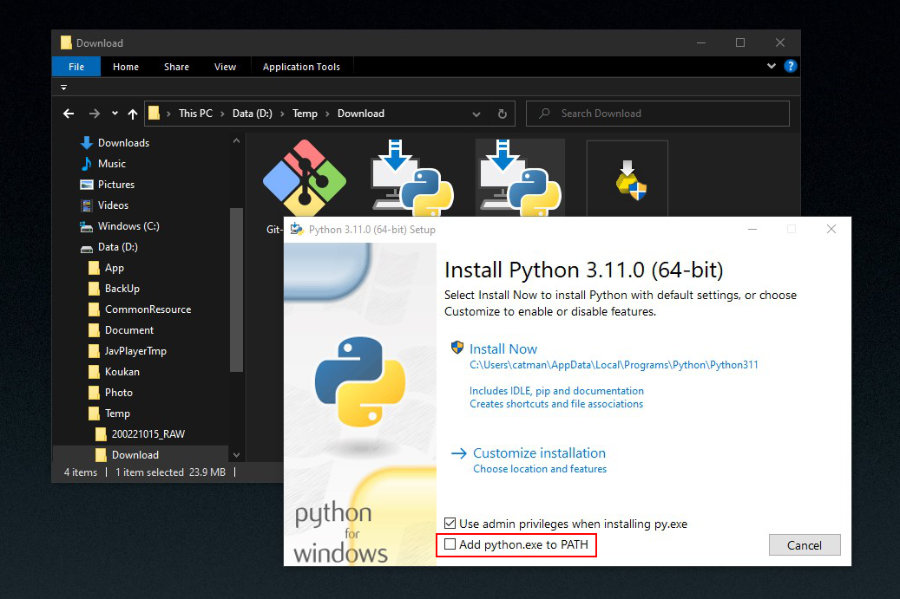 Download
File Home Share View Application Tools
This PC > Data (D:) > Temp > Download
Search Download
Downloads
Music
Pictures
Videos
Windows (C:)
Data (D:)
App
BackUp
CommonResource
Document
JavPlayerTmp
Koukan
Photo
Temp
200221015_RAW
Download
4 items | 1 item selected 23.9 MB |
Git-
Python 3.11.0 (64-bit) Setup
Install Python 3.11.0 (64-bit)
Select Install Now to install Python with default settings, or choose
Customize to enable or disable features.
Install Now
C:\Users\catman\AppData\Local\Programs\Python\Python311
Includes IDLE, pip and documentation
Creates shortcuts and file associations
Customize installation
Choose location and features
Use admin privileges when installing py.exe
Add python.exe to PATH
Cancel
python
for
windows